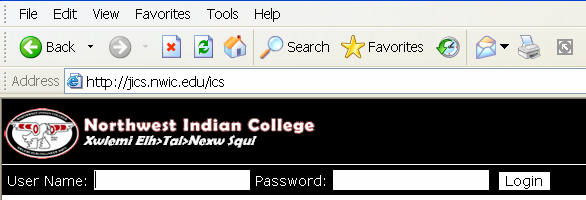 File Edit View Favorites Tools Help
Back Search Favorites
Address http://jics.nwic.edu/ics
Northwest Indian College
Xwlemi Elh>Tal>Nexw Squl
User Name: Password: Login